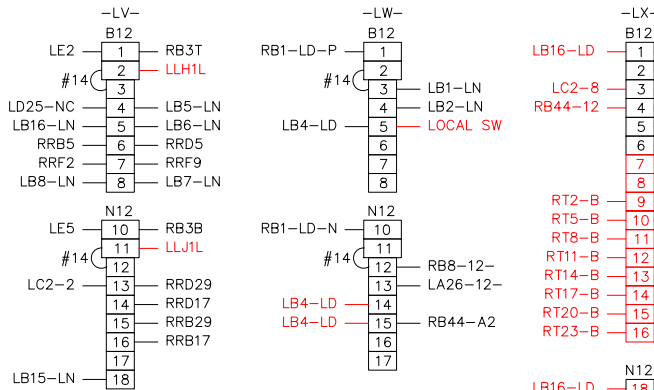 -LV-
B12
LE2 1 RB3T
2 LLH1L
#14
3
LD25-NC 4 LB5-LN
LB16-LN 5 LB6-LN
RRB5 6 RRD5
RRF2 7 RRF9
LB8-LN 8 LB7-LN
N12
LE5 10 RB3B
11 LLJ1L
#14
12
LC2-2 13 RRD29
14 RRD17
15 RRB29
16 RRB17
17
LB15-LN 18
-LW-
B12
RB1-LD-P 1
2
#14
3 LB1-LN
4 LB2-LN
LB4-LD 5 LOCAL SW
6
7
8
N12
RB1-LD-N 10
11
#14
12 RB8-12-
13 LA26-12-
LB4-LD 14
LB4-LD 15 RB44-A2
16
17
-LX-
B12
LB16-LD 1
2
LC2-8 3
RB44-12 4
5
6
7
8
RT2-B 9
RT5-B 10
RT8-B 11
RT11-B 12
RT14-B 13
RT17-B 14
RT20-B 15
RT23-B 16
N12
LB16-LD 18